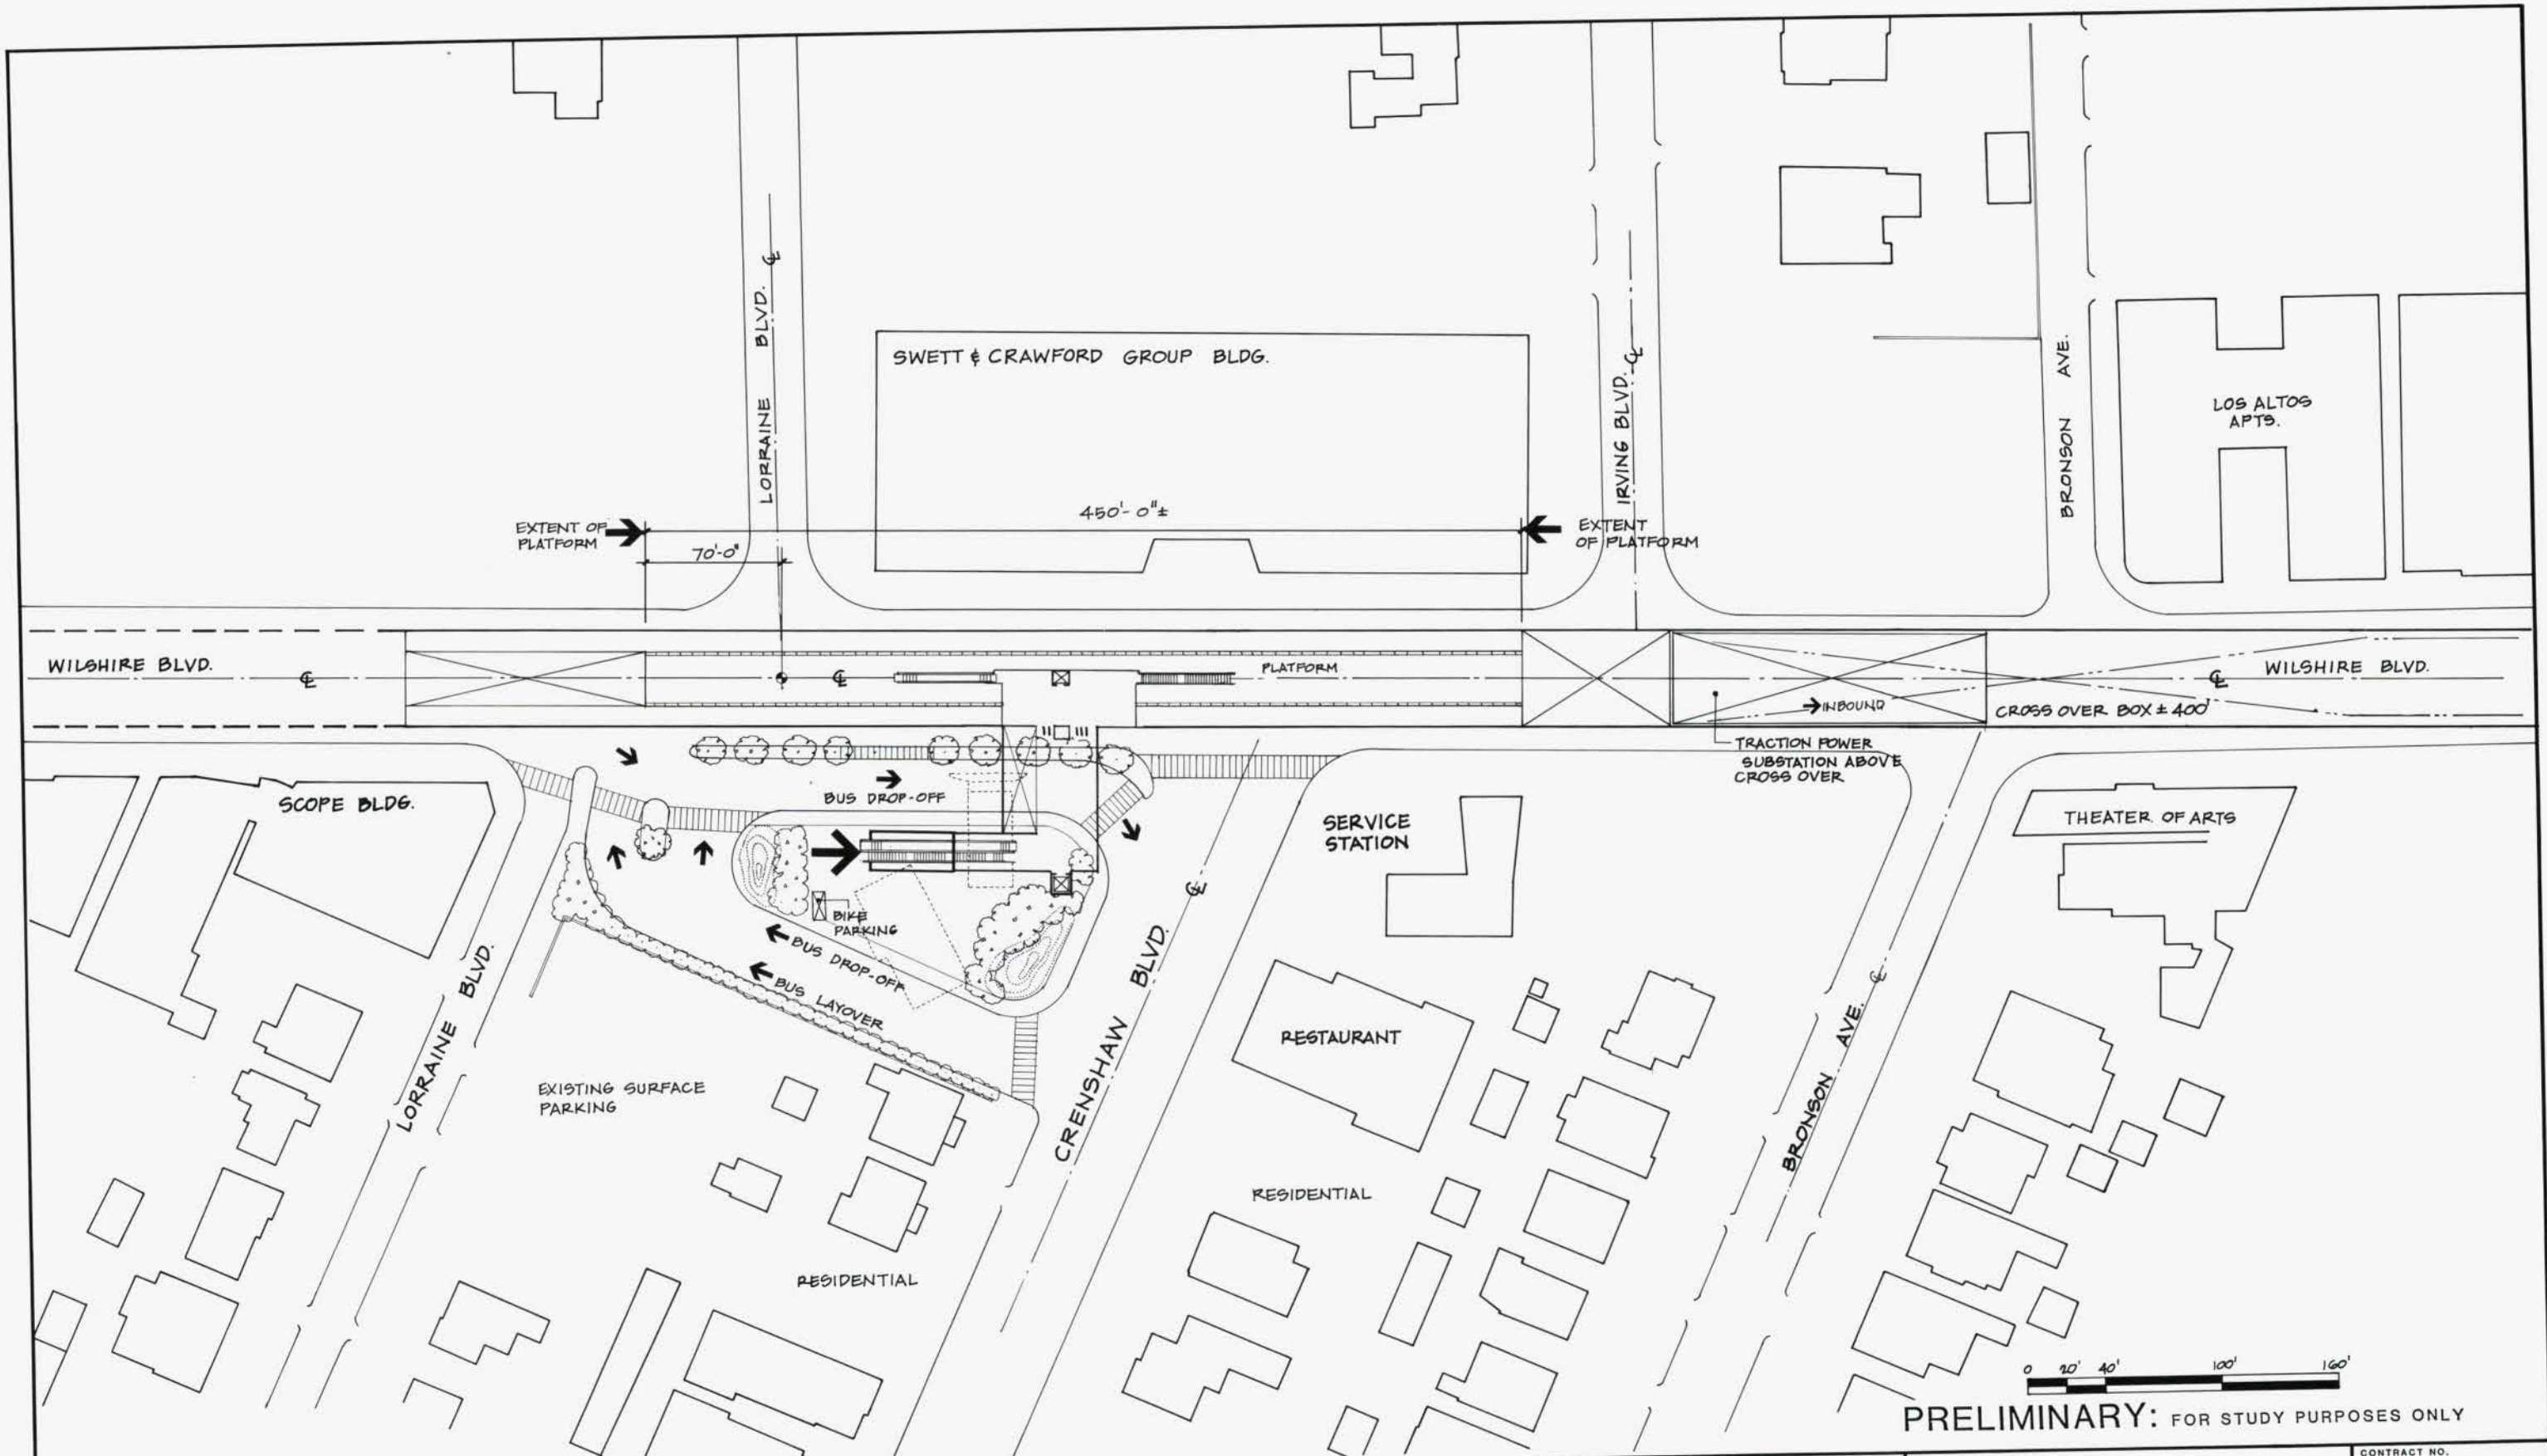 LORRAINE BLVD. ℄
SWETT & CRAWFORD GROUP BLDG.
IRVING BLVD. ℄
BRONSON AVE.
LOS ALTOS
APTS.
EXTENT OF
PLATFORM
450'-0"±
70'-0"
EXTENT
OF PLATFORM
WILSHIRE BLVD.
℄
℄
PLATFORM
INBOUND
℄
WILSHIRE BLVD.
CROSS OVER BOX ± 400'
TRACTION POWER
SUBSTATION ABOVE
CROSS OVER
SCOPE BLDG.
BUS DROP-OFF
SERVICE
STATION
THEATER OF ARTS
BIKE
PARKING
BUS DROP-OFF
BUS LAYOVER
LORRAINE BLVD.
CRENSHAW BLVD. ℄
BRONSON AVE. ℄
RESTAURANT
EXISTING SURFACE
PARKING
RESIDENTIAL
RESIDENTIAL
0 20' 40' 100' 160'
PRELIMINARY: FOR STUDY PURPOSES ONLY
CONTRACT NO.